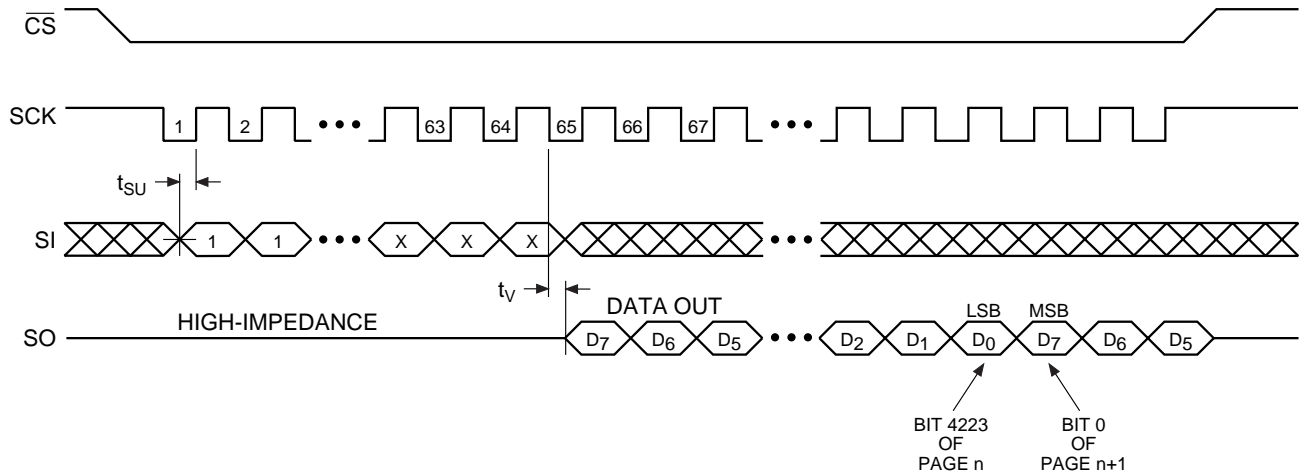 CS
SCK 1 2 ••• 63 64 65 66 67 •••
tSU
SI 1 1 ••• X X X •••
tV
DATA OUT
HIGH-IMPEDANCE
LSB MSB
SO D7 D6 D5 ••• D2 D1 D0 D7 D6 D5
BIT 4223
OF
PAGE n
BIT 0
OF
PAGE n+1